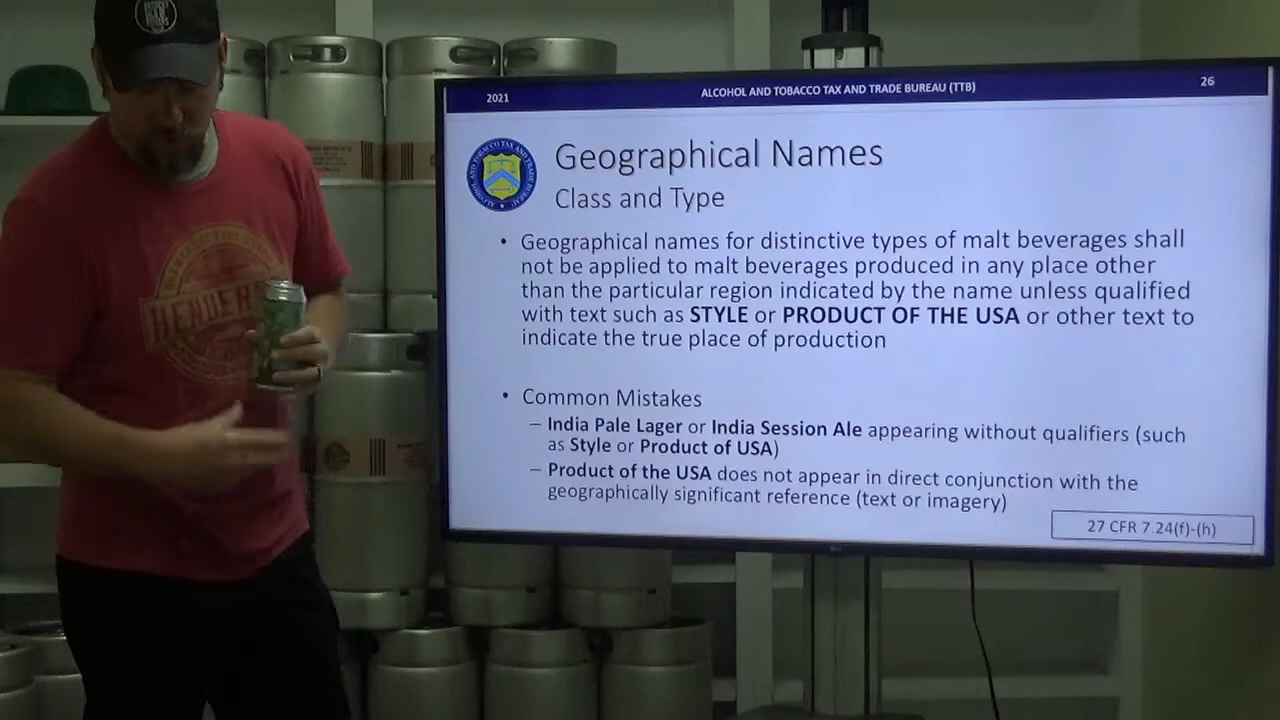 2021
ALCOHOL AND TOBACCO TAX AND TRADE BUREAU (TTB)
26
Geographical Names
Class and Type
• Geographical names for distinctive types of malt beverages shall
not be applied to malt beverages produced in any place other
than the particular region indicated by the name unless qualified
with text such as STYLE or PRODUCT OF THE USA or other text to
indicate the true place of production
• Common Mistakes
– India Pale Lager or India Session Ale appearing without qualifiers (such
as Style or Product of USA)
– Product of the USA does not appear in direct conjunction with the
geographically significant reference (text or imagery)
27 CFR 7.24(f)-(h)